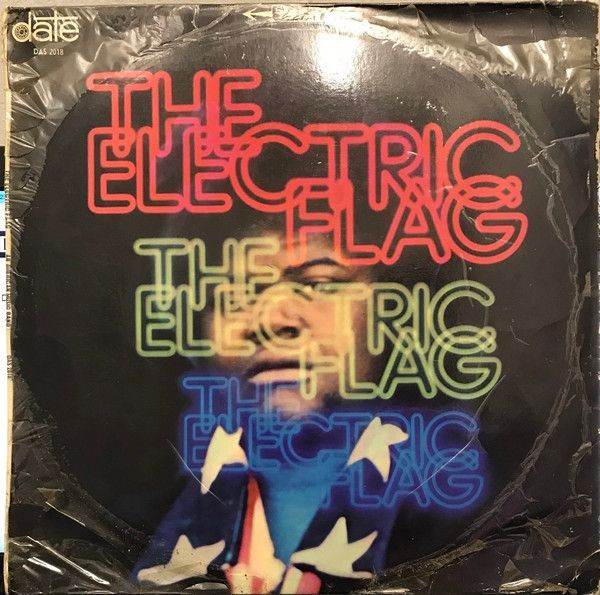 date
DAS 2018
THE
ELECTRIC
FLAG
THE
ELECTRIC
FLAG
THE
ELECTRIC
FLAG